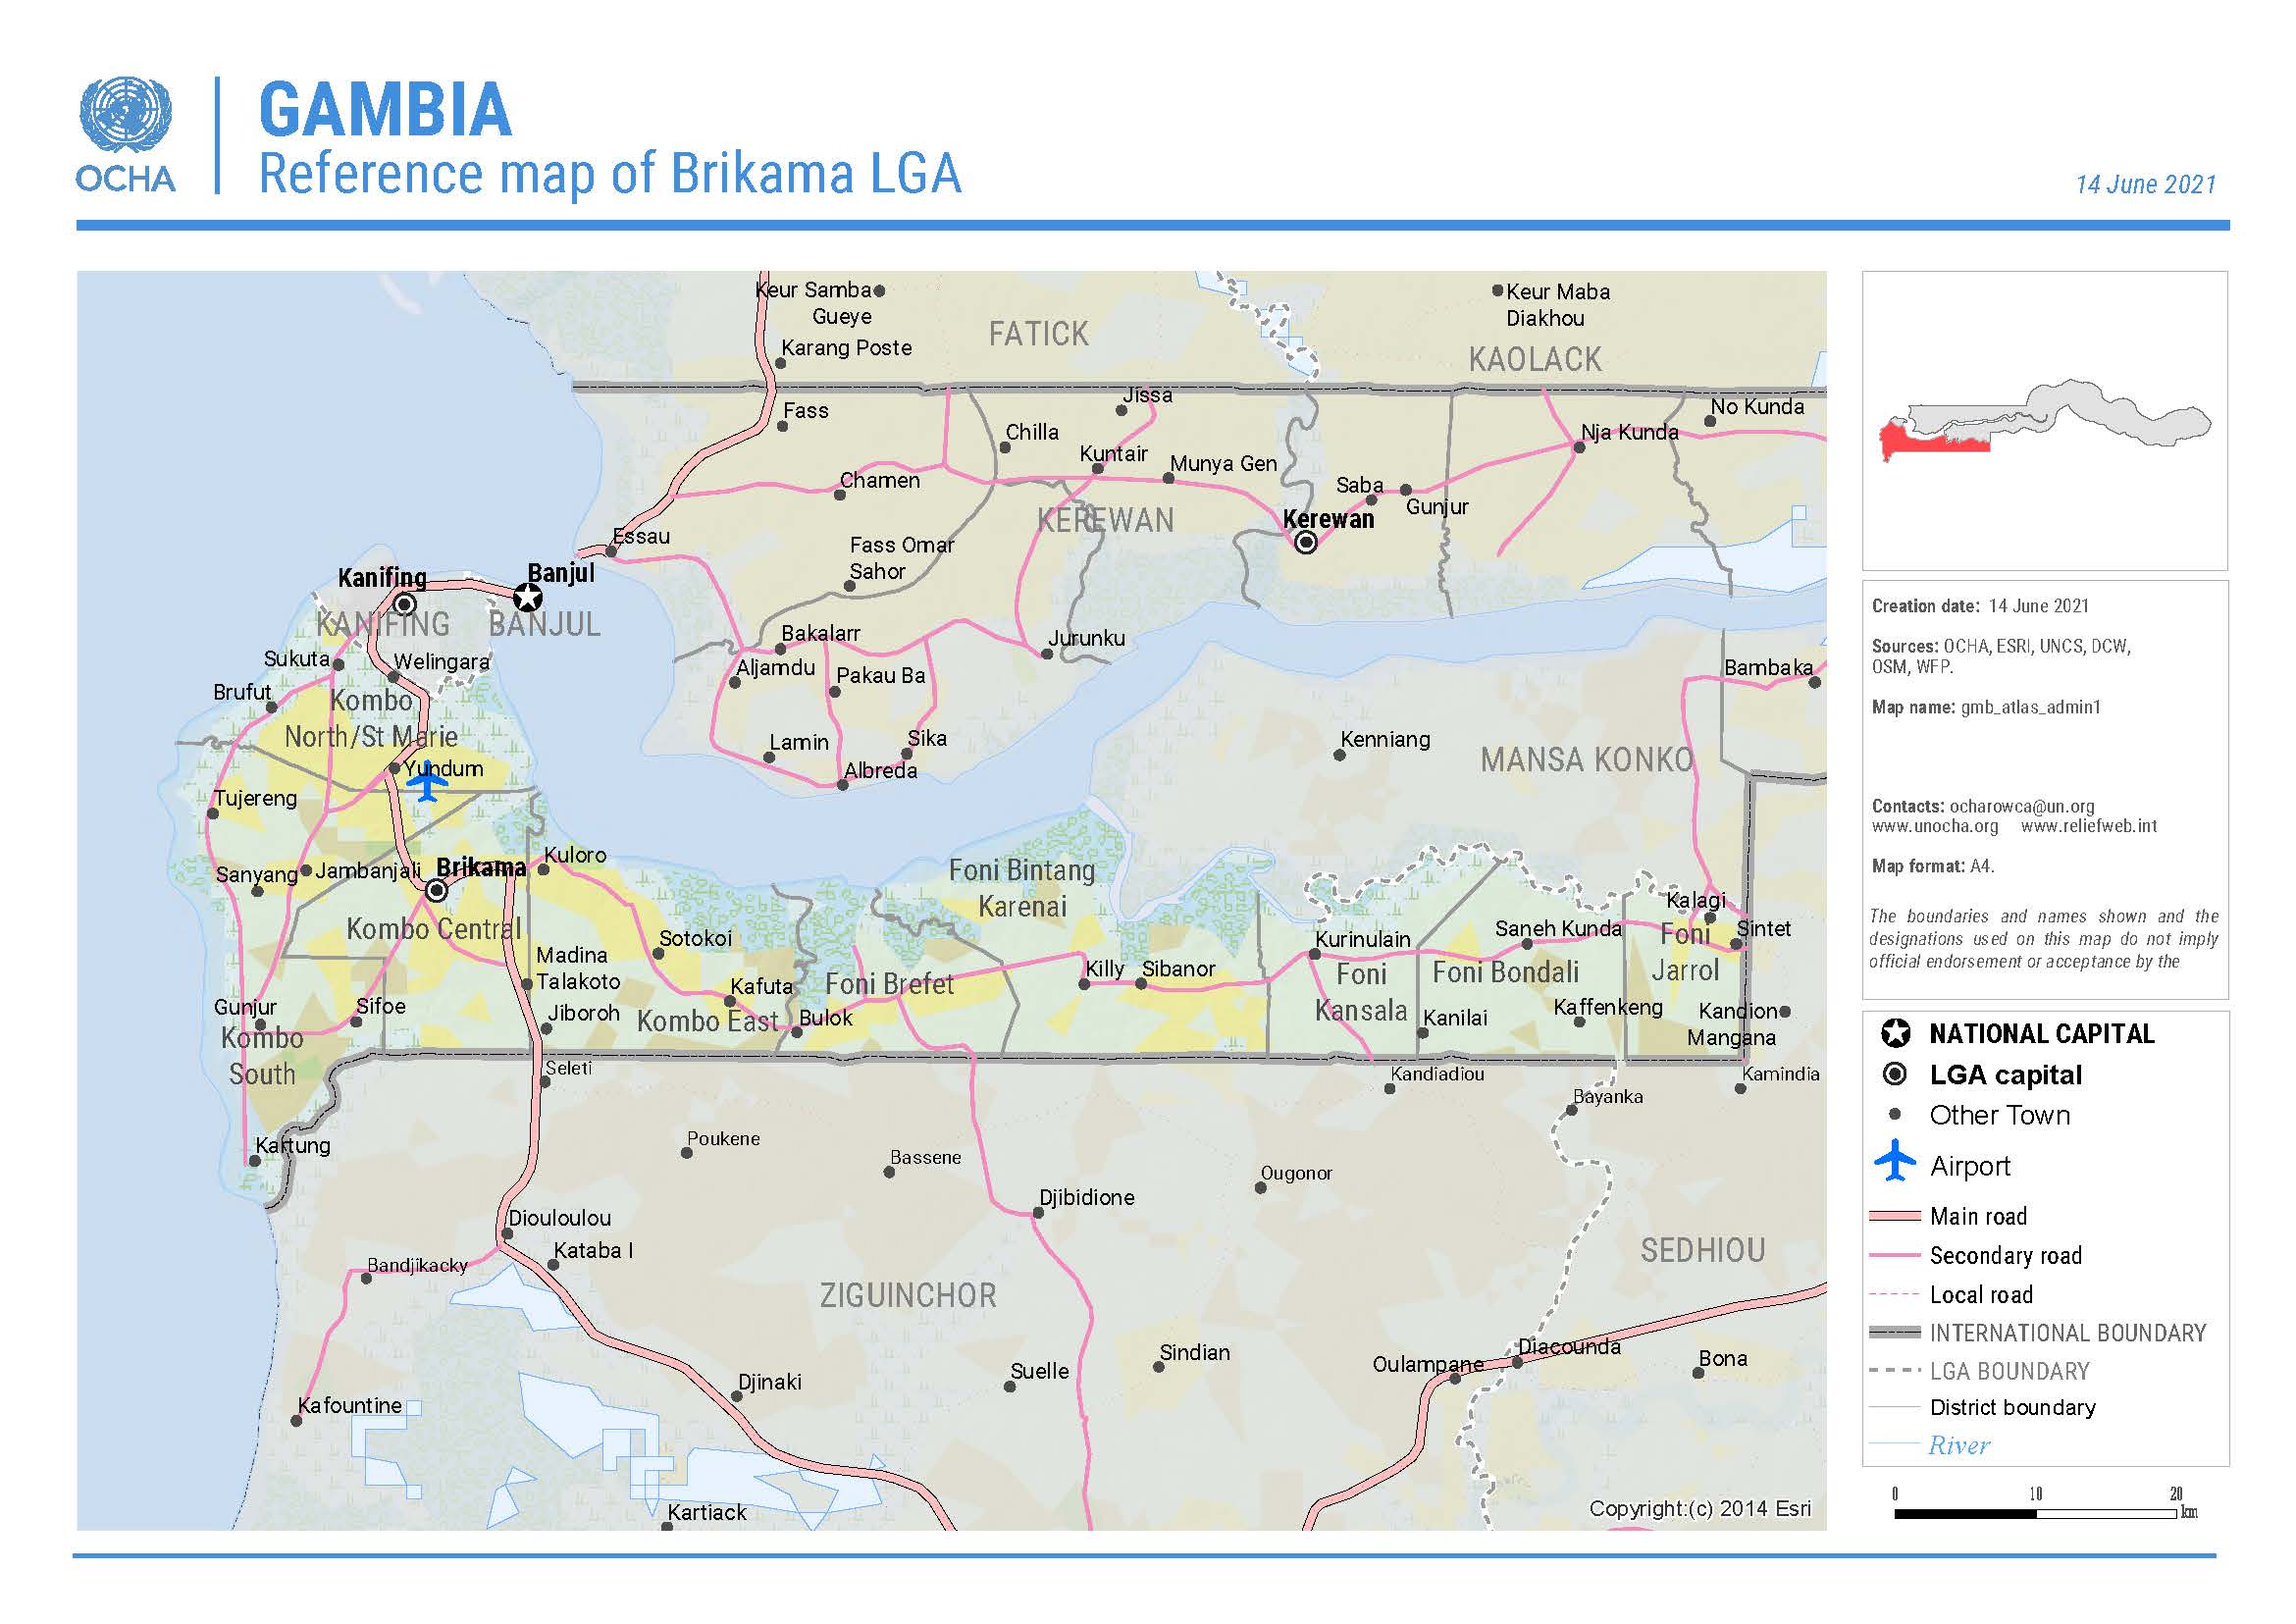 OCHA
GAMBIA
Reference map of Brikama LGA
14 June 2021
Keur Samba
Gueye
Karang Poste
FATICK
Keur Maba
Diakhou
KAOLACK
Fass
Jissa
No Kunda
Chilla
Nja Kunda
Kuntair
Munya Gen
Chamen
Saba
Gunjur
KEREWAN
Kerewan
Essau
Fass Omar
Sahor
Kanifing
Banjul
KANIFING
BANJUL
Bakalarr
Jurunku
Sukuta
Welingara
Aljamdu
Pakau Ba
Bambaka
Brufut
Kombo
North/St Marie
Lamin
Sika
Kenniang
MANSA KONKO
Yundum
Albreda
Tujereng
Kuloro
Sanyang
Jambanjali
Brikama
Foni Bintang
Karenai
Kalagi
Kombo Central
Sotokoi
Kurinulain
Saneh Kunda
Foni
Jarrol
Sintet
Madina
Talakoto
Kafuta
Foni Brefet
Killy
Sibanor
Foni
Kansala
Foni Bondali
Gunjur
Sifoe
Jiboroh
Kombo East
Bulok
Kanilai
Kaffenkeng
Kandion
Mangana
Kombo
South
Seleti
Kandiadiou
Kamindia
Bayanka
Kartung
Poukene
Bassene
Ougonor
Djibidione
Diouloulou
Kataba I
Bandjikacky
SEDHIOU
ZIGUINCHOR
Kafountine
Djinaki
Suelle
Sindian
Oulampane
Diacounda
Bona
Kartiack
Copyright:(c) 2014 Esri
Creation date: 14 June 2021
Sources: OCHA, ESRI, UNCS, DCW,
OSM, WFP.
Map name: gmb_atlas_admin1
Contacts: ocharowca@un.org
www.unocha.org www.reliefweb.int
Map format: A4.
The boundaries and names shown and the
designations used on this map do not imply
official endorsement or acceptance by the
NATIONAL CAPITAL
LGA capital
Other Town
Airport
Main road
Secondary road
Local road
INTERNATIONAL BOUNDARY
LGA BOUNDARY
District boundary
River
0 10 20
km